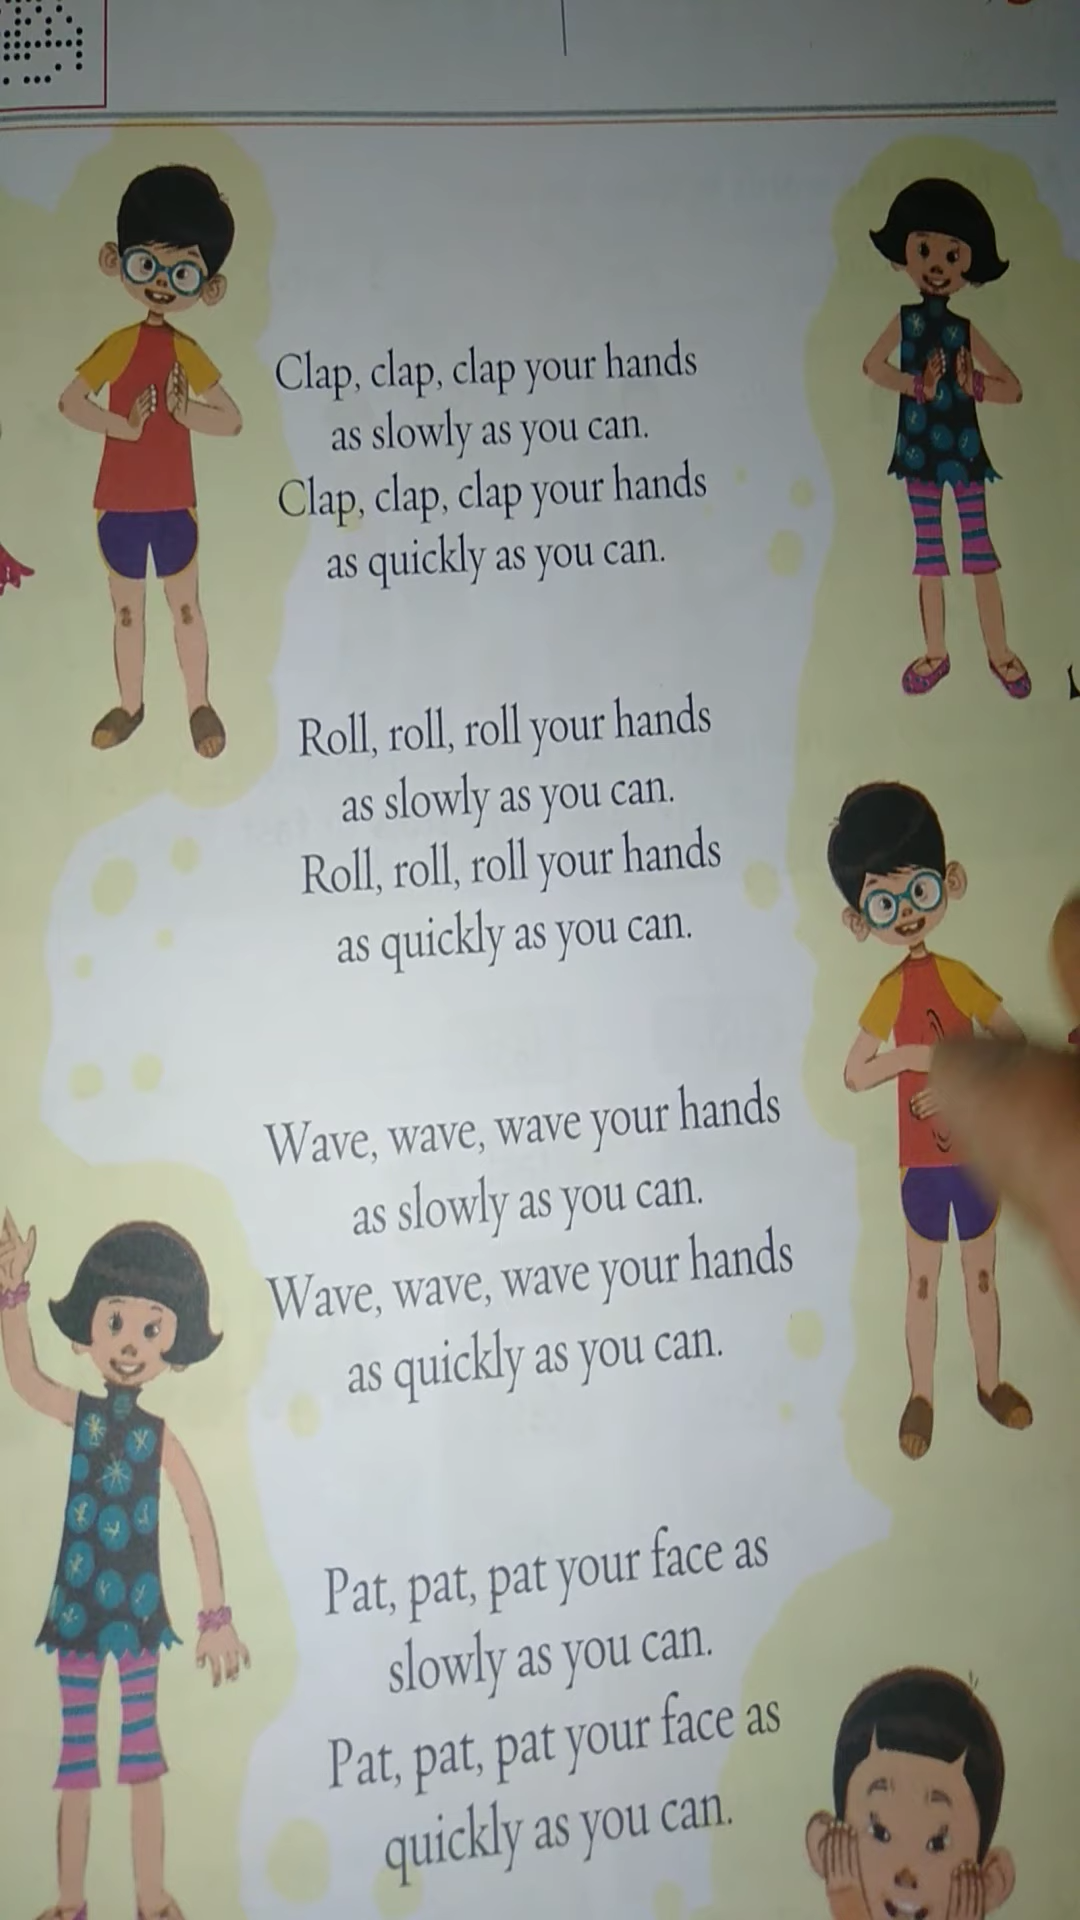 Clap, clap, clap your hands
as slowly as you can.
Clap, clap, clap your hands
as quickly as you can.
Roll, roll, roll your hands
as slowly as you can.
Roll, roll, roll your hands
as quickly as you can.
Wave, wave, wave your hands
as slowly as you can.
Wave, wave, wave your hands
as quickly as you can.
Pat, pat, pat your face as
slowly as you can.
Pat, pat, pat your face as
quickly as you can.